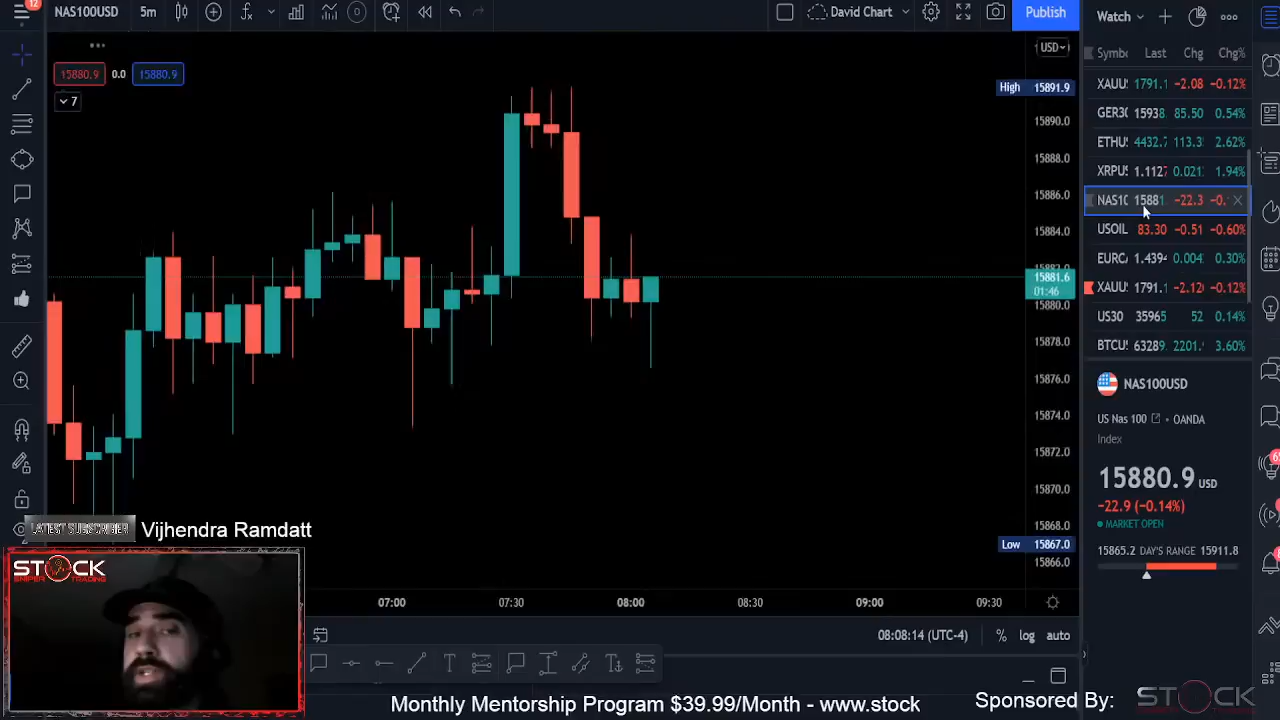 12
NAS100USD 5m David Chart Publish Watch
15880.9 0.0 15880.9
7
USD
High 15891.9
15890.0
15888.0
15886.0
15884.0
15881.6
01:46
15880.0
15878.0
15876.0
15874.0
15872.0
15870.0
15868.0
Low 15867.0
15866.0
07:00 07:30 08:00 08:30 09:00 09:30
08:08:14 (UTC-4) % log auto
Symbo Last Chg Chg%
XAUU 1791.1 -2.08 -0.12%
GER30 15938. 85.50 0.54%
ETHU 4432.7 113.3 2.62%
XRPU 1.1127 0.021 1.94%
NAS10 1588 -22.3 -0.
USOIL 83.30 -0.51 -0.60%
EURC 1.4394 0.004 0.30%
XAUU 1791.1 -2.120 -0.12%
US30 35965 52 0.14%
BTCU 63289. 2201. 3.60%
NAS100USD
US Nas 100 • OANDA
Index
15880.9 USD
-22.9 (-0.14%)
MARKET OPEN
15865.2 DAY'S RANGE 15911.8
LATEST SUBSCRIBER Vijhendra Ramdatt
STOCK
SNIPER TRADING
Monthly Mentorship Program $39.99/Month - www.stock
Sponsored By: STOCK